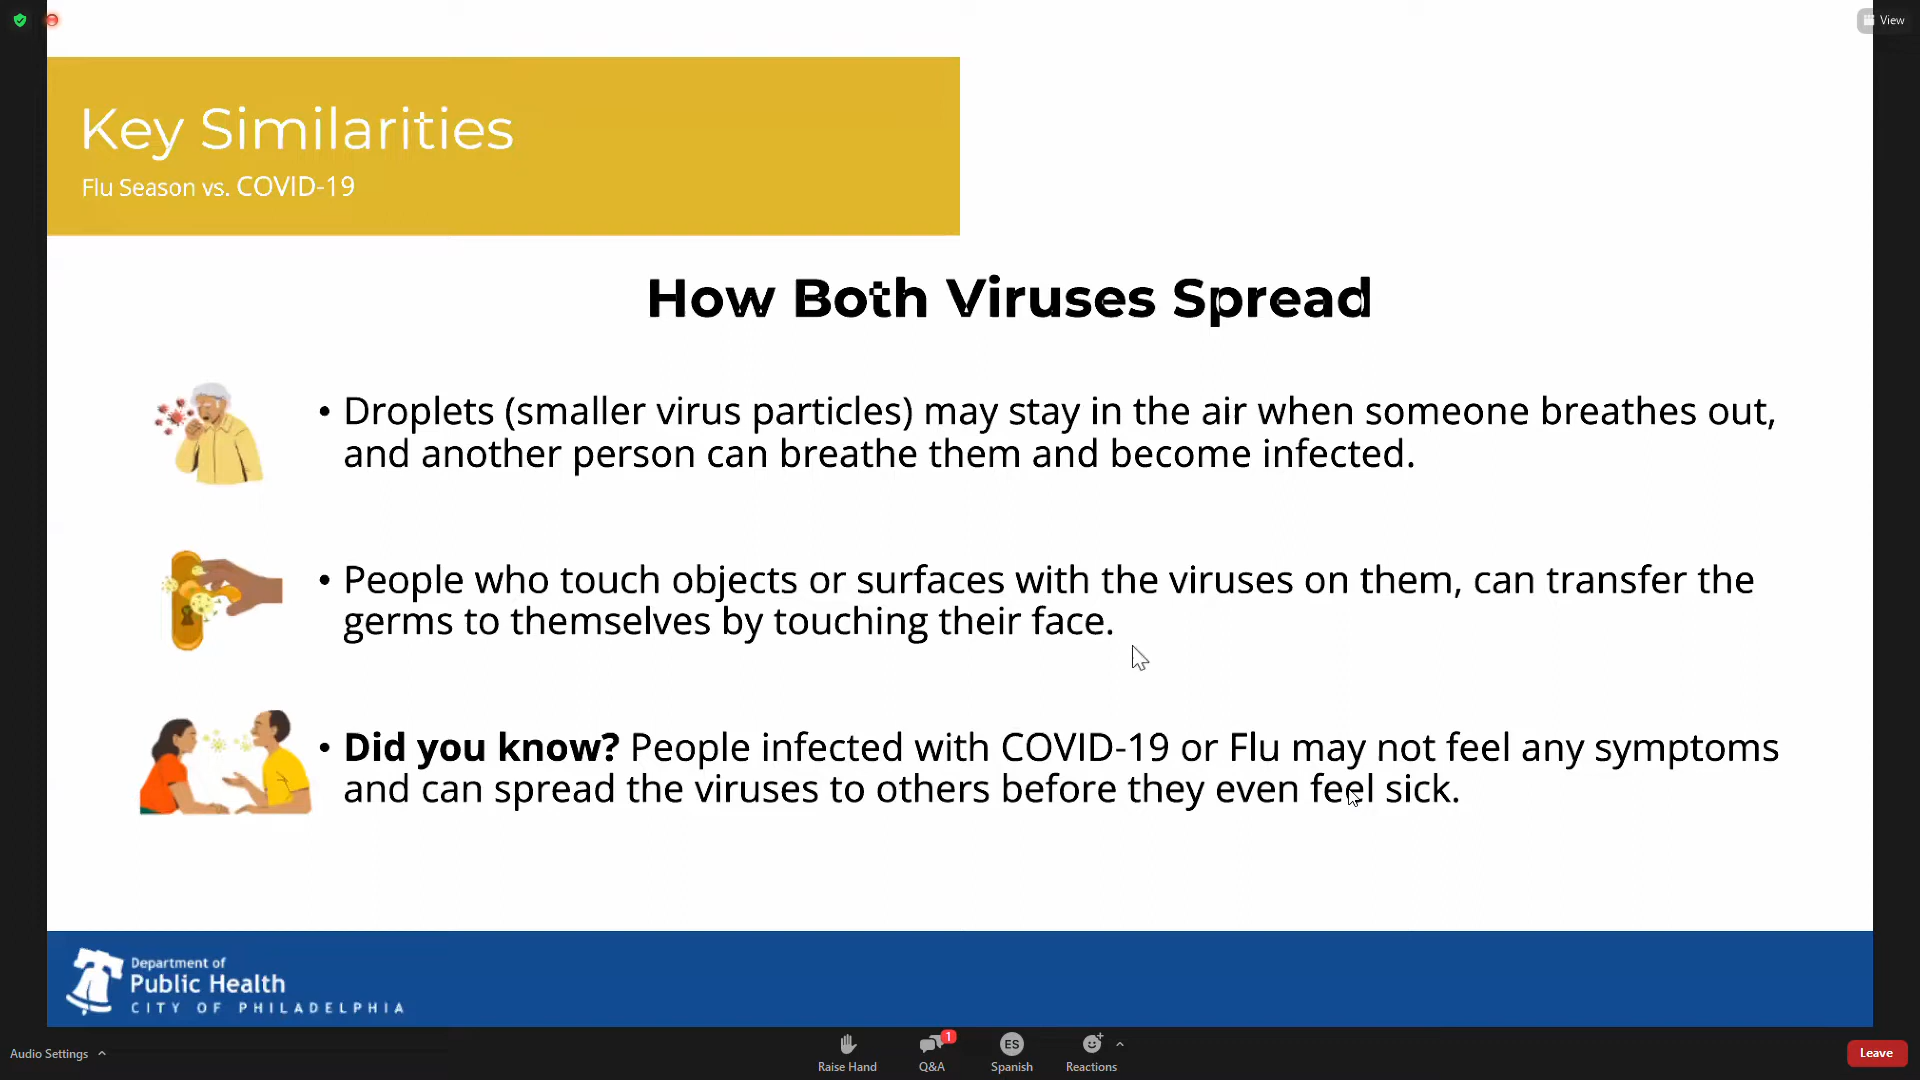 View
Key Similarities
Flu Season vs. COVID-19
How Both Viruses Spread
• Droplets (smaller virus particles) may stay in the air when someone breathes out,
and another person can breathe them and become infected.
• People who touch objects or surfaces with the viruses on them, can transfer the
germs to themselves by touching their face.
• Did you know? People infected with COVID-19 or Flu may not feel any symptoms
and can spread the viruses to others before they even feel sick.
Department of
Public Health
CITY OF PHILADELPHIA
Audio Settings
Raise Hand
1
Q&A
ES
Spanish
Reactions
Leave